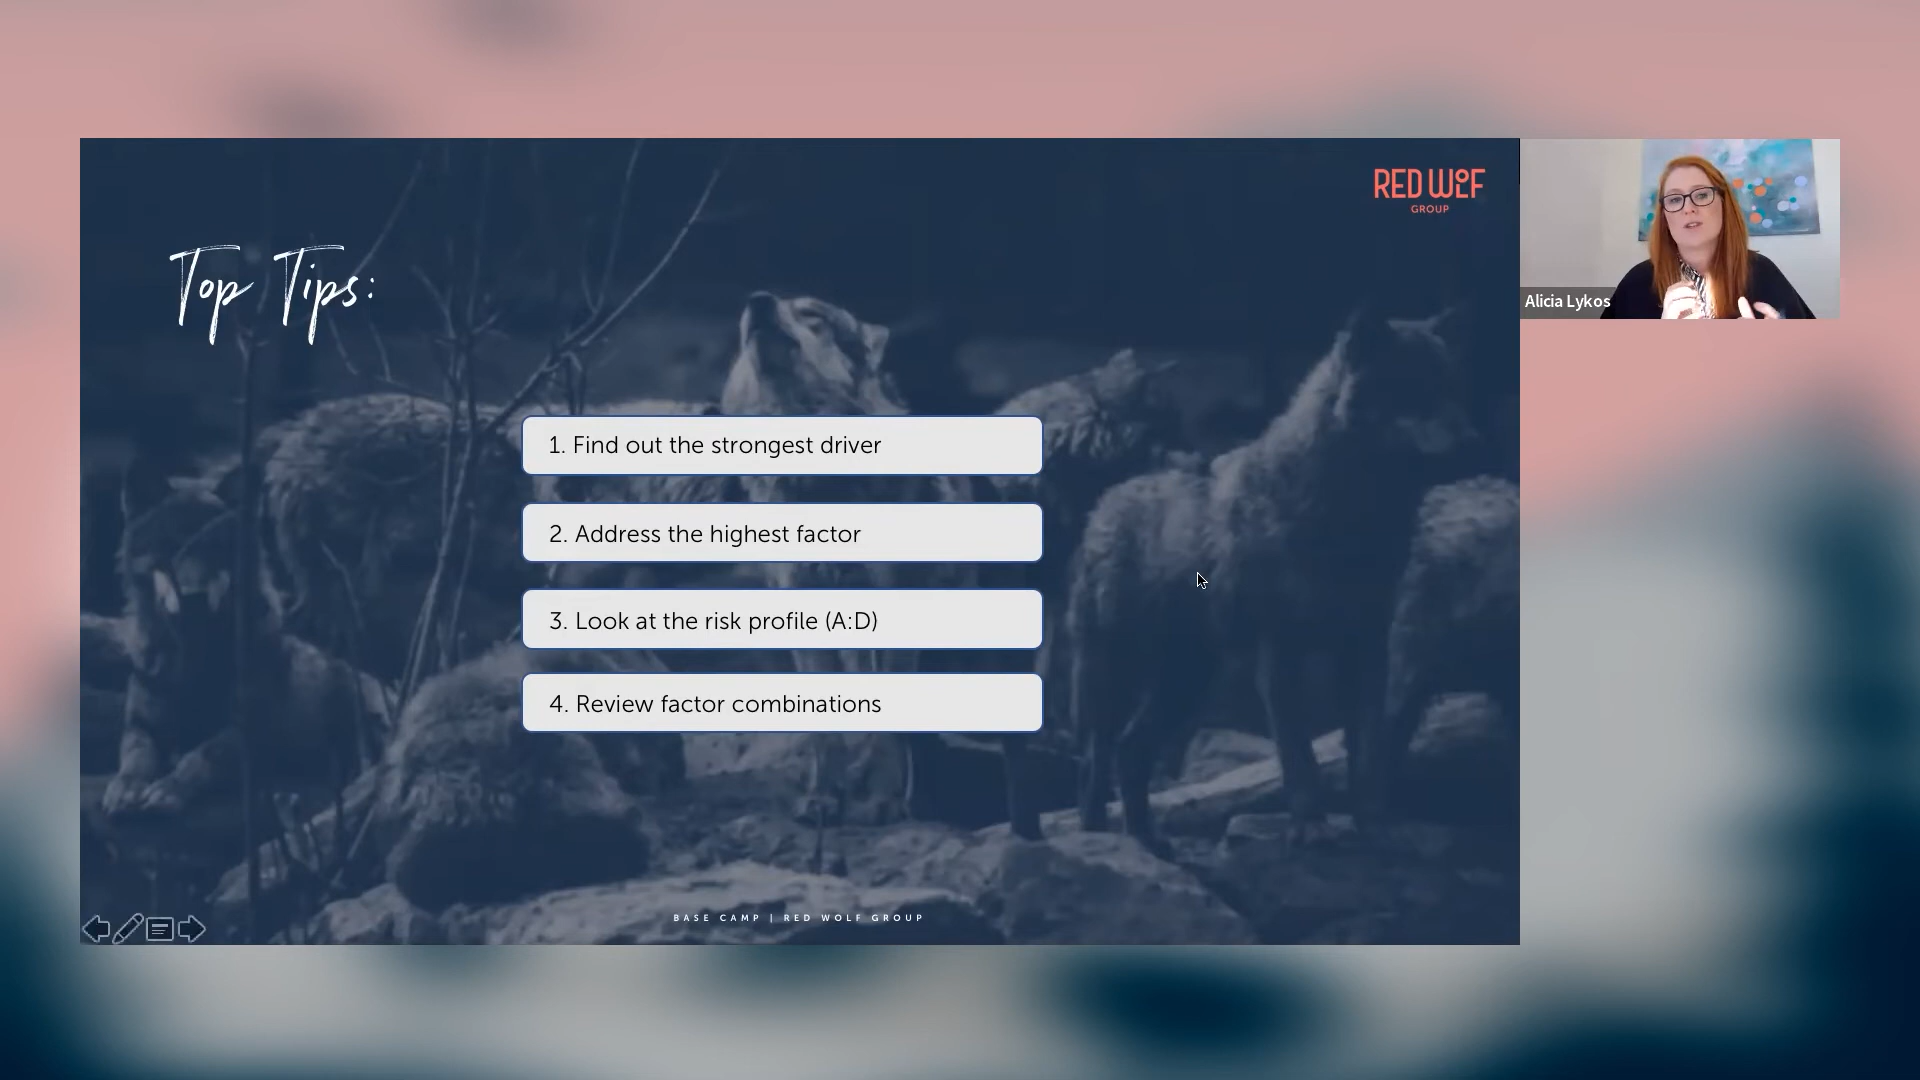 RED WOLF
GROUP
Top Tips:
Alicia Lykos
1. Find out the strongest driver
2. Address the highest factor
3. Look at the risk profile (A:D)
4. Review factor combinations
BASE CAMP | RED WOLF GROUP